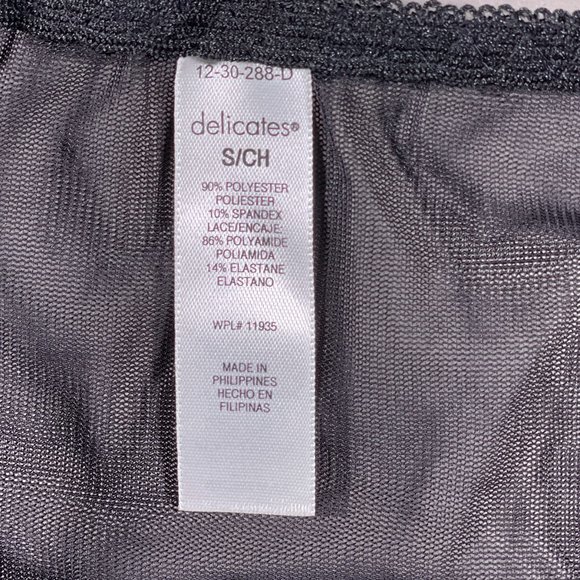 12-30-288-D
delicates®
S/CH
90% POLYESTER
POLIESTER
10% SPANDEX
LACE/ENCAJE:
86% POLYAMIDE
POLIAMIDA
14% ELASTANE
ELASTANO
WPL# 11935
MADE IN
PHILIPPINES
HECHO EN
FILIPINAS